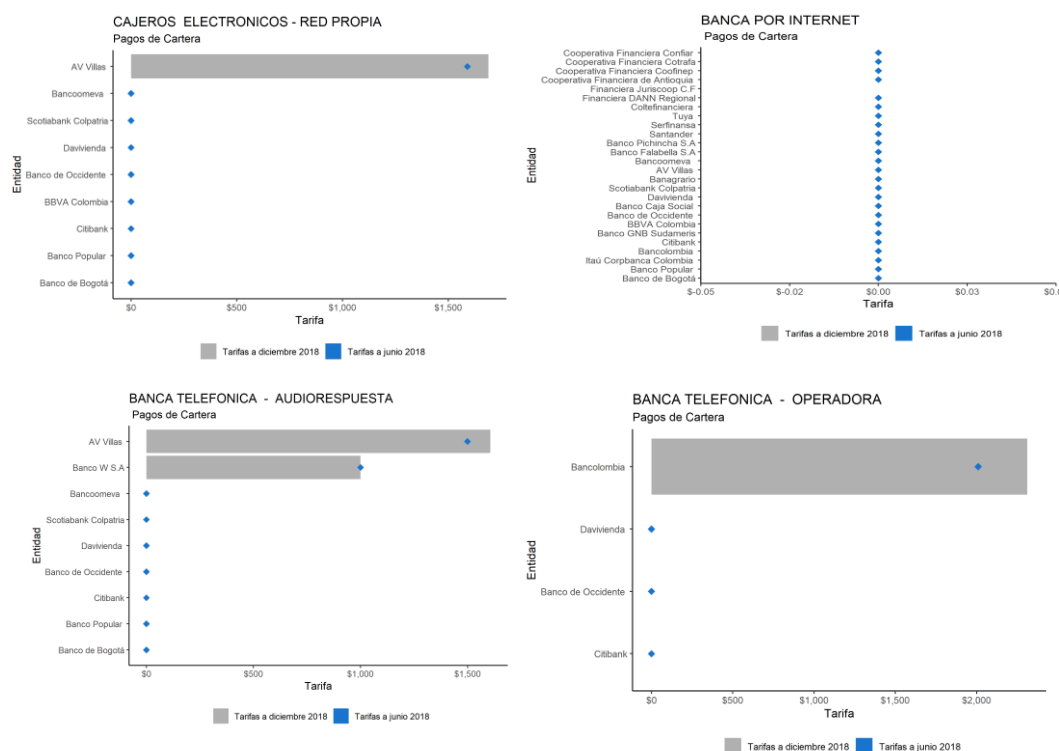 CAJEROS ELECTRONICOS - RED PROPIA
Pagos de Cartera
AV Villas
Bancoomeva
Scotiabank Colpatria
Davivienda
Banco de Occidente
BBVA Colombia
Citibank
Banco Popular
Banco de Bogotá
Entidad
$0
$500
$1,000
$1,500
Tarifa
Tarifas a diciembre 2018
Tarifas a junio 2018
BANCA POR INTERNET
Pagos de Cartera
Cooperativa Financiera Confiar
Cooperativa Financiera Cotrafa
Cooperativa Financiera Coofinep
Cooperativa Financiera de Antioquia
Financiera Juriscoop C.F
Financiera DANN Regional
Coltefinanciera
Tuya
Serfinansa
Santander
Banco Pichincha S.A
Banco Falabella S.A
Bancoomeva
AV Villas
Banagrario
Scotiabank Colpatria
Davivienda
Banco Caja Social
Banco de Occidente
BBVA Colombia
Banco GNB Sudameris
Citibank
Bancolombia
Itaú Corpbanca Colombia
Banco Popular
Banco de Bogotá
Entidad
$-0.05
$-0.02
$0.00
$0.03
Tarifa
Tarifas a diciembre 2018
Tarifas a junio 2018
BANCA TELEFONICA - AUDIORESPUESTA
Pagos de Cartera
AV Villas
Banco W S.A
Bancoomeva
Scotiabank Colpatria
Davivienda
Banco de Occidente
Citibank
Banco Popular
Banco de Bogotá
Entidad
$0
$500
$1,000
$1,500
Tarifa
Tarifas a diciembre 2018
Tarifas a junio 2018
BANCA TELEFONICA - OPERADORA
Pagos de Cartera
Bancolombia
Davivienda
Banco de Occidente
Citibank
Entidad
$0
$500
$1,000
$1,500
$2,000
Tarifa
Tarifas a diciembre 2018
Tarifas a junio 2018